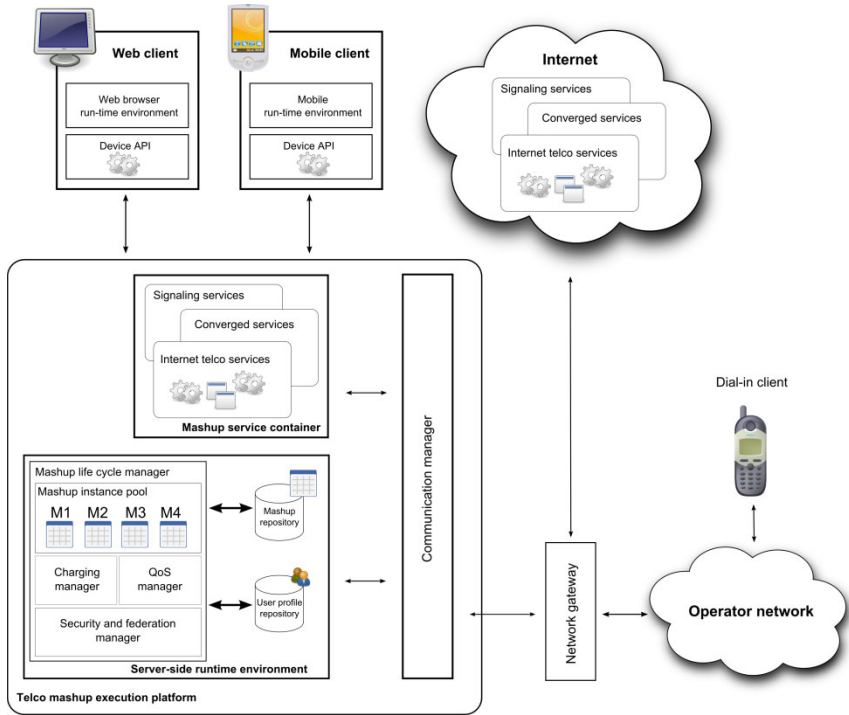 Web client
Web browser
run-time environment
Device API
Mobile client
Mobile
run-time environment
Device API
Internet
Signaling services
Converged services
Internet telco services
Signaling services
Converged services
Internet telco services
Mashup service container
Communication manager
Mashup life cycle manager
Mashup instance pool
M1 M2 M3 M4
Charging
manager
QoS
manager
Security and federation
manager
Mashup
repository
User profile
repository
Server-side runtime environment
Telco mashup execution platform
Network gateway
Dial-in client
Operator network